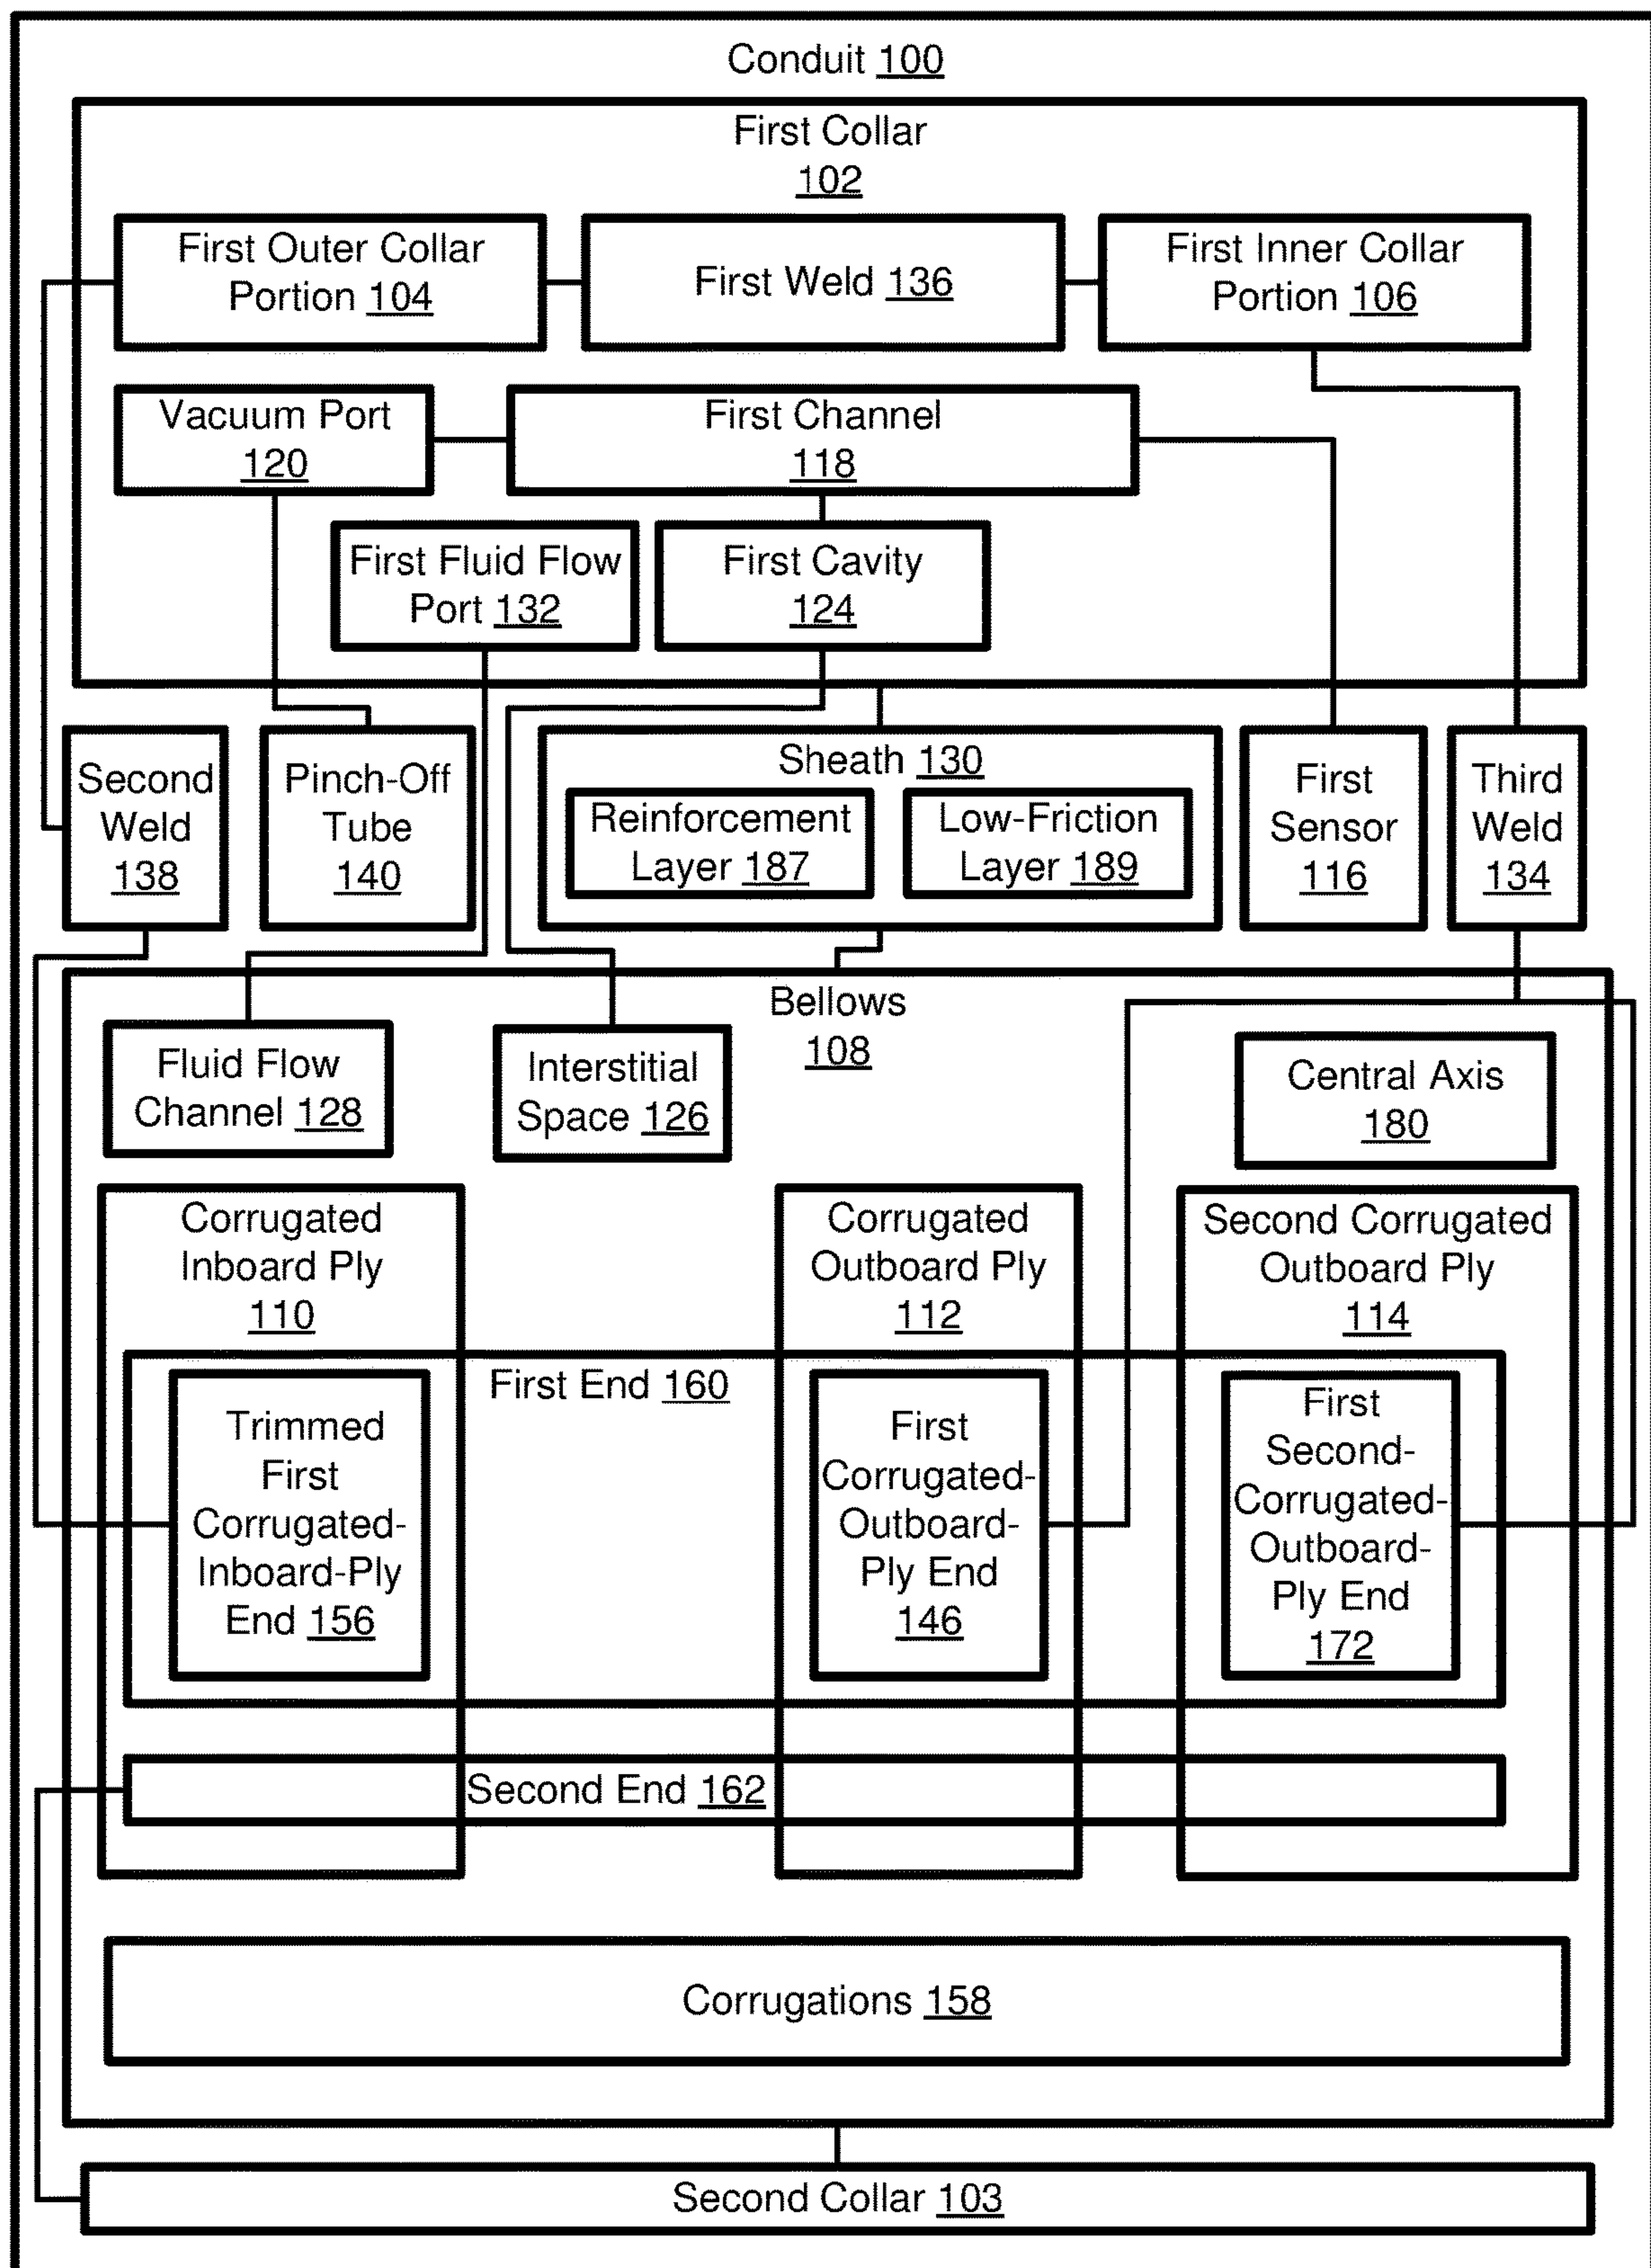 Conduit 100
First Collar
102
First Outer Collar
Portion 104
First Weld 136
First Inner Collar
Portion 106
Vacuum Port
120
First Channel
118
First Fluid Flow
Port 132
First Cavity
124
Second
Weld
138
Pinch-Off
Tube
140
Sheath 130
Reinforcement
Layer 187
Low-Friction
Layer 189
First
Sensor
116
Third
Weld
134
Bellows
108
Fluid Flow
Channel 128
Interstitial
Space 126
Central Axis
180
Corrugated
Inboard Ply
110
Corrugated
Outboard Ply
112
Second Corrugated
Outboard Ply
114
First End 160
Trimmed
First
Corrugated-
Inboard-Ply
End 156
First
Corrugated-
Outboard-
Ply End
146
First
Second-
Corrugated-
Outboard-
Ply End
172
Second End 162
Corrugations 158
Second Collar 103